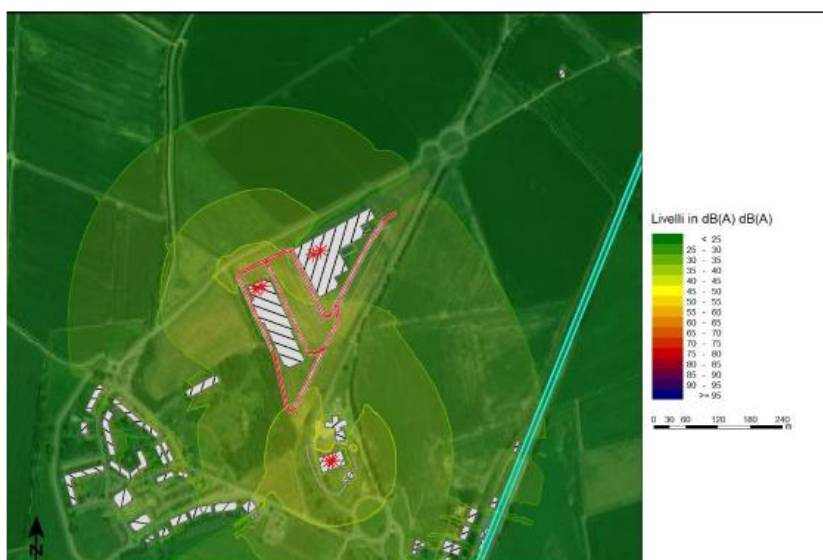 Livelli in dB(A) dB(A)
< 25
25 - 30
30 - 35
35 - 40
40 - 45
45 - 50
50 - 55
55 - 60
60 - 65
65 - 70
70 - 75
75 - 80
80 - 85
85 - 90
90 - 95
>= 95
0 30 60 120 180 240
m
N